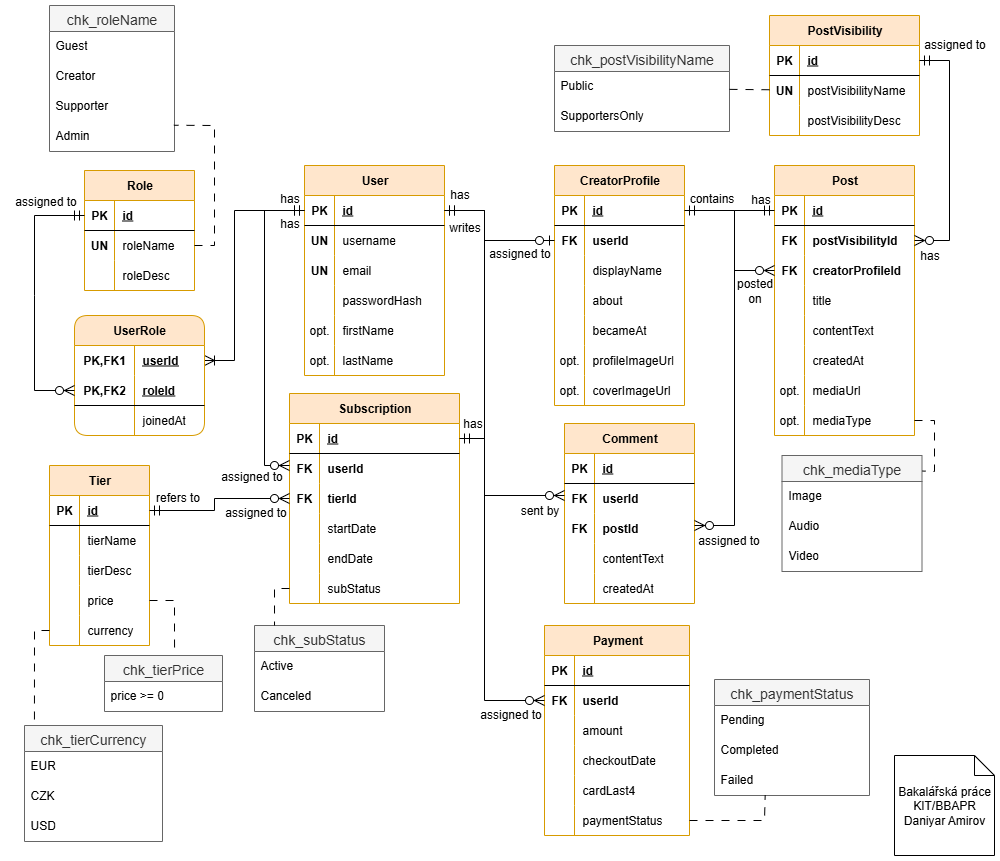 chk_roleName
Guest
Creator
Supporter
Admin
chk_postVisibilityName
Public
SupportersOnly
PostVisibility
PK id
UN postVisibilityName
postVisibilityDesc
assigned to
Role
PK id
UN roleName
roleDesc
assigned to
UserRole
PK,FK1 userId
PK,FK2 roleId
joinedAt
has
has
User
PK id
UN username
UN email
passwordHash
opt. firstName
opt. lastName
has
writes
assigned to
CreatorProfile
PK id
FK userId
displayName
about
becameAt
opt. profileImageUrl
opt. coverImageUrl
contains
has
posted
on
Post
PK id
FK postVisibilityId
FK creatorProfileId
title
contentText
createdAt
opt. mediaUrl
opt. mediaType
has
Subscription
PK id
FK userId
FK tierId
startDate
endDate
subStatus
has
assigned to
assigned to
refers to
Tier
PK id
tierName
tierDesc
price
currency
Comment
PK id
FK userId
FK postId
contentText
createdAt
sent by
assigned to
chk_mediaType
Image
Audio
Video
chk_subStatus
Active
Canceled
chk_tierPrice
price >= 0
chk_tierCurrency
EUR
CZK
USD
Payment
PK id
FK userId
amount
checkoutDate
cardLast4
paymentStatus
assigned to
chk_paymentStatus
Pending
Completed
Failed
Bakalářská práce
KIT/BBAPR
Daniyar Amirov